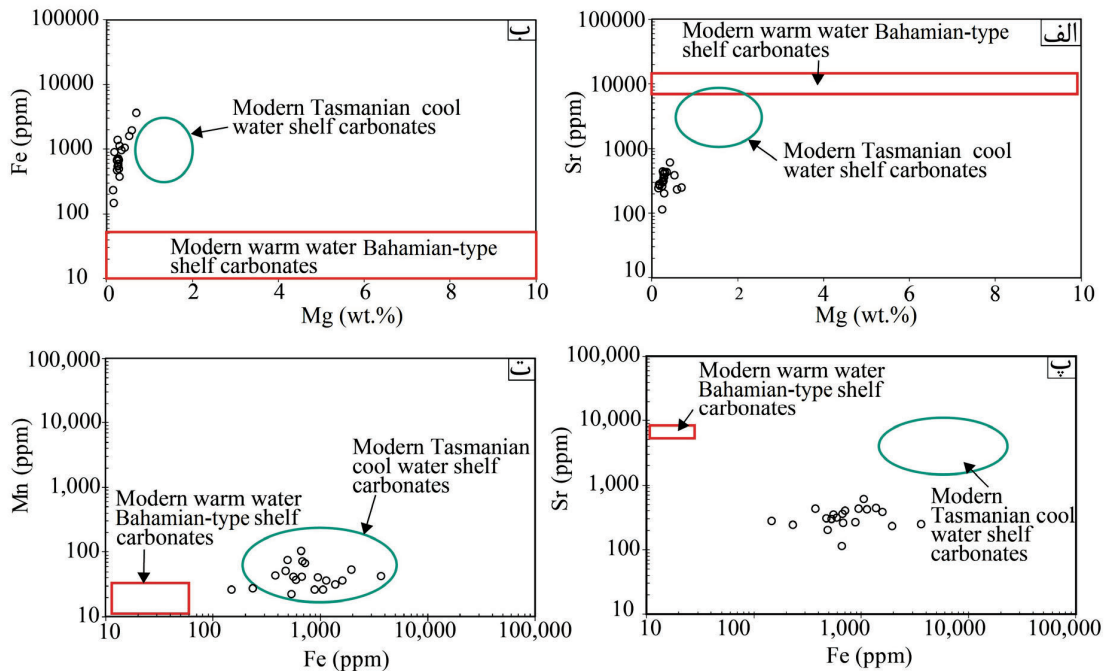 ب
100000
10000
1000
100
10
Fe (ppm)
Modern Tasmanian cool
water shelf carbonates
Modern warm water Bahamian-type
shelf carbonates
0
2
4
6
8
10
Mg (wt.%)
الف
100000
10000
1000
100
10
Sr (ppm)
Modern warm water Bahamian-type
shelf carbonates
Modern Tasmanian cool
water shelf carbonates
0
2
4
6
8
10
Mg (wt.%)
ت
100,000
10,000
1,000
100
10
Mn (ppm)
Modern Tasmanian
cool water shelf
carbonates
Modern warm water
Bahamian-type shelf
carbonates
10
100
1,000
10,000
100,000
Fe (ppm)
پ
100,000
10,000
1,000
100
10
Sr (ppm)
Modern warm water
Bahamian-type shelf
carbonates
Modern
Tasmanian cool
water shelf
carbonates
10
100
1,000
10,000
100,000
Fe (ppm)